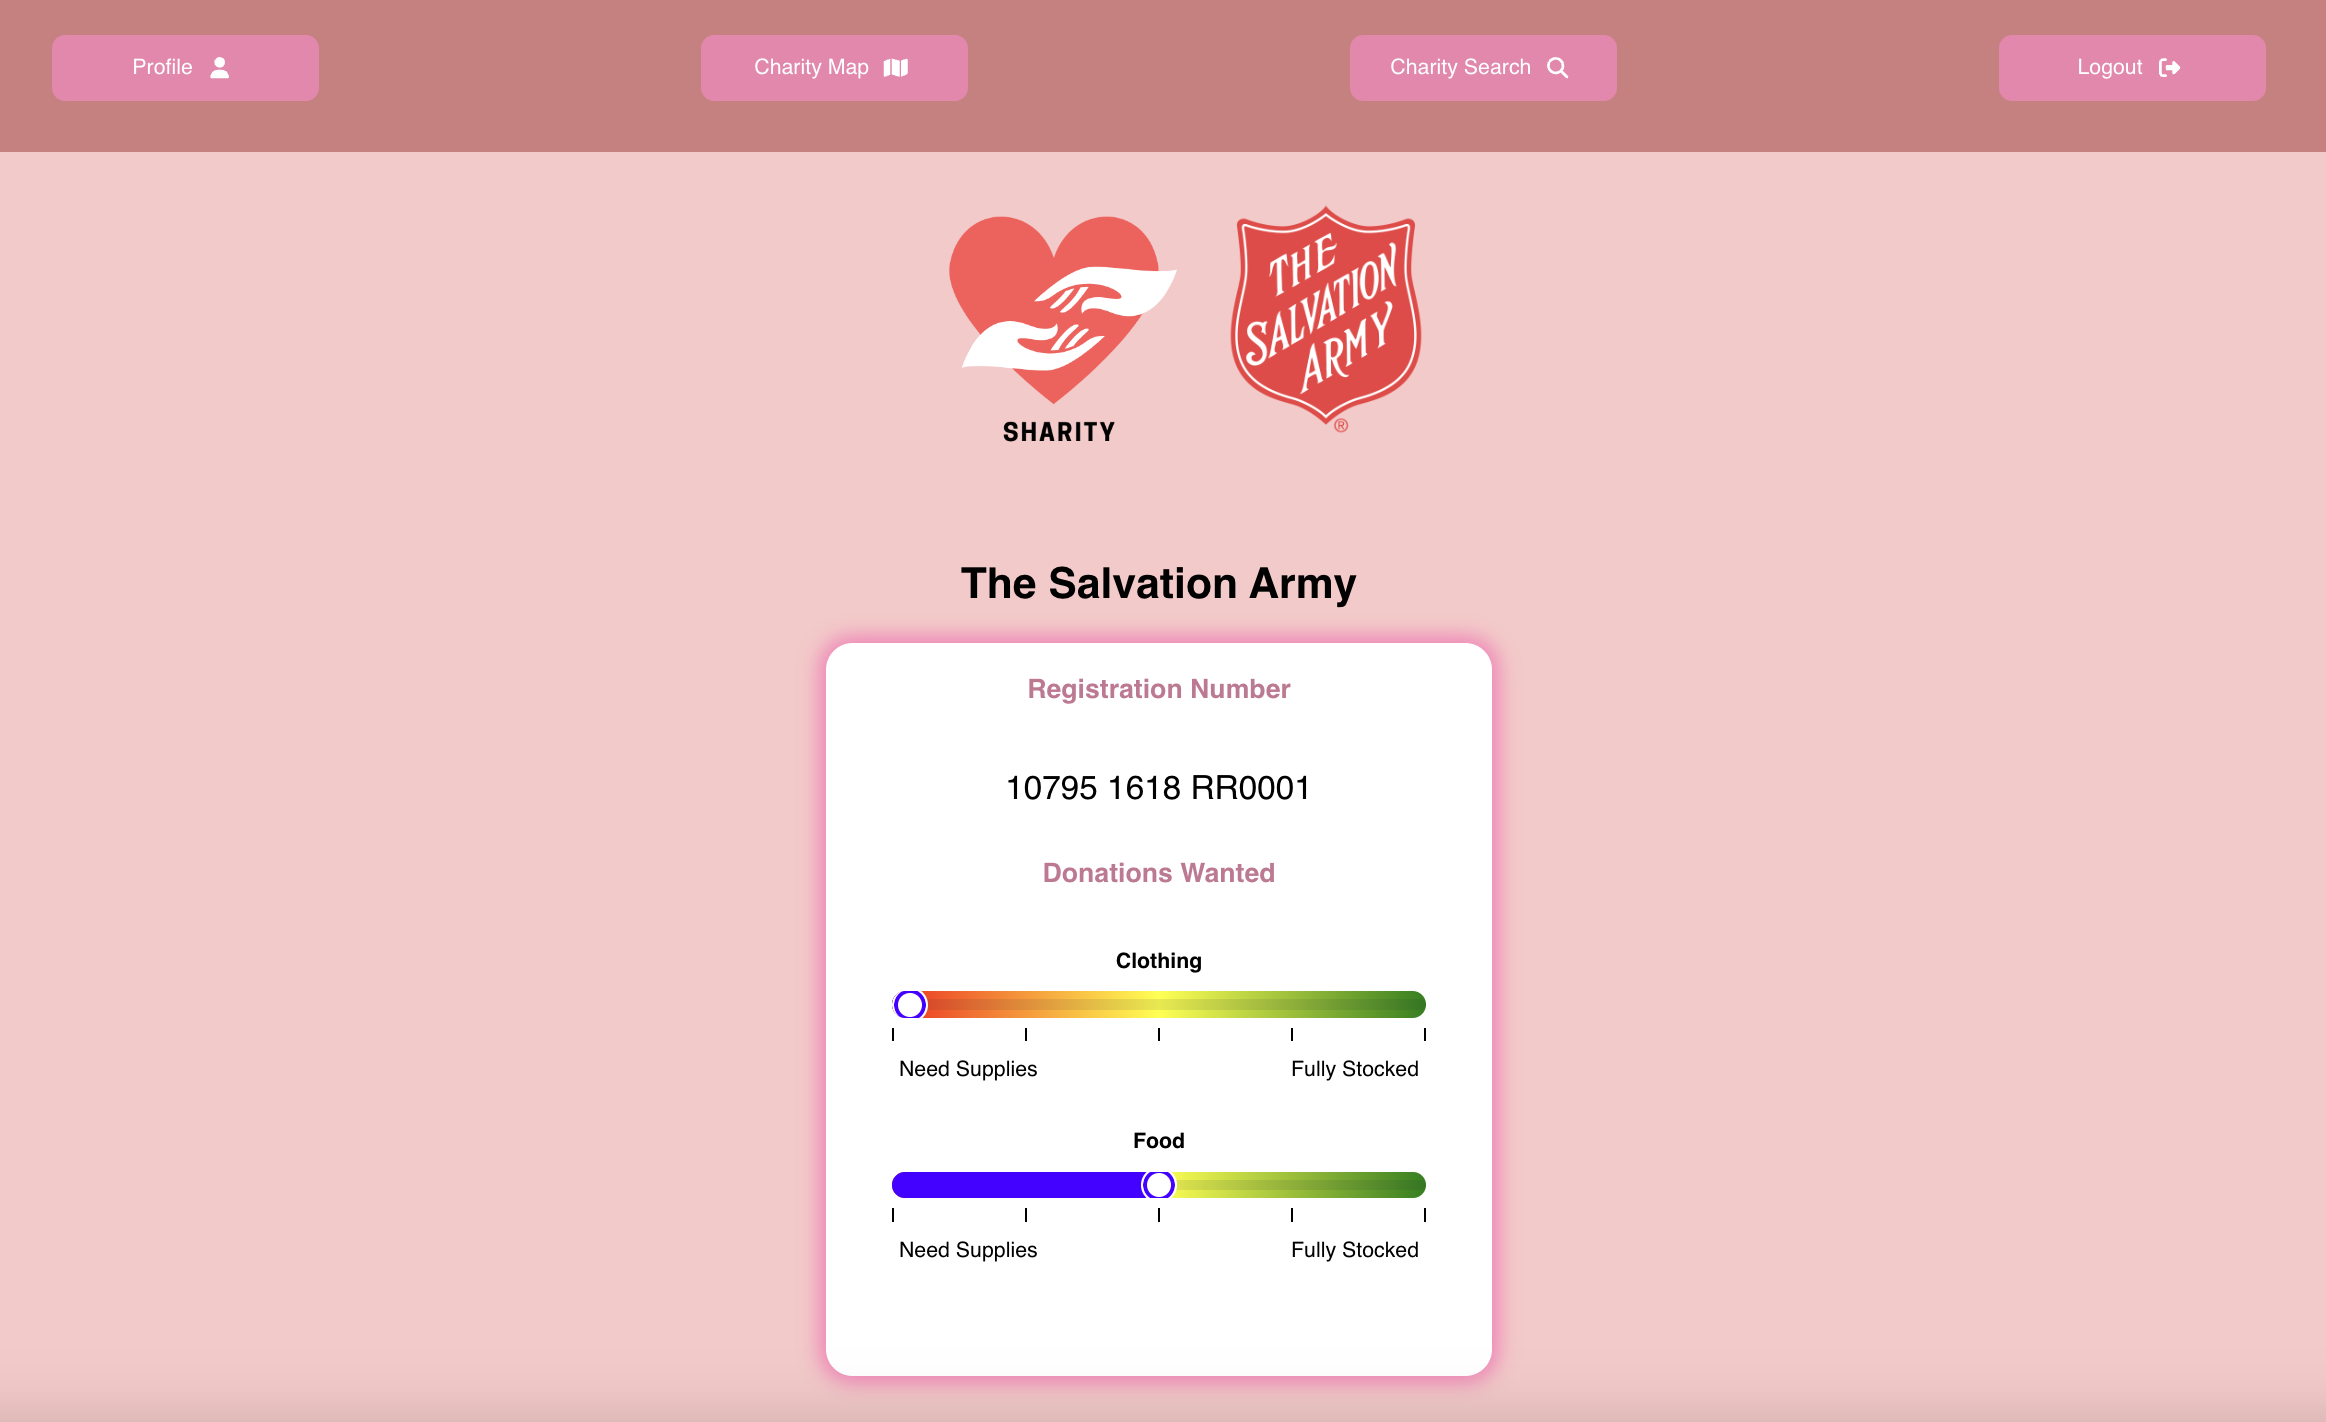 Profile
Charity Map
Charity Search
Logout
SHARITY
THE
SALVATION
ARMY
®
The Salvation Army
Registration Number
10795 1618 RR0001
Donations Wanted
Clothing
Need Supplies Fully Stocked
Food
Need Supplies Fully Stocked